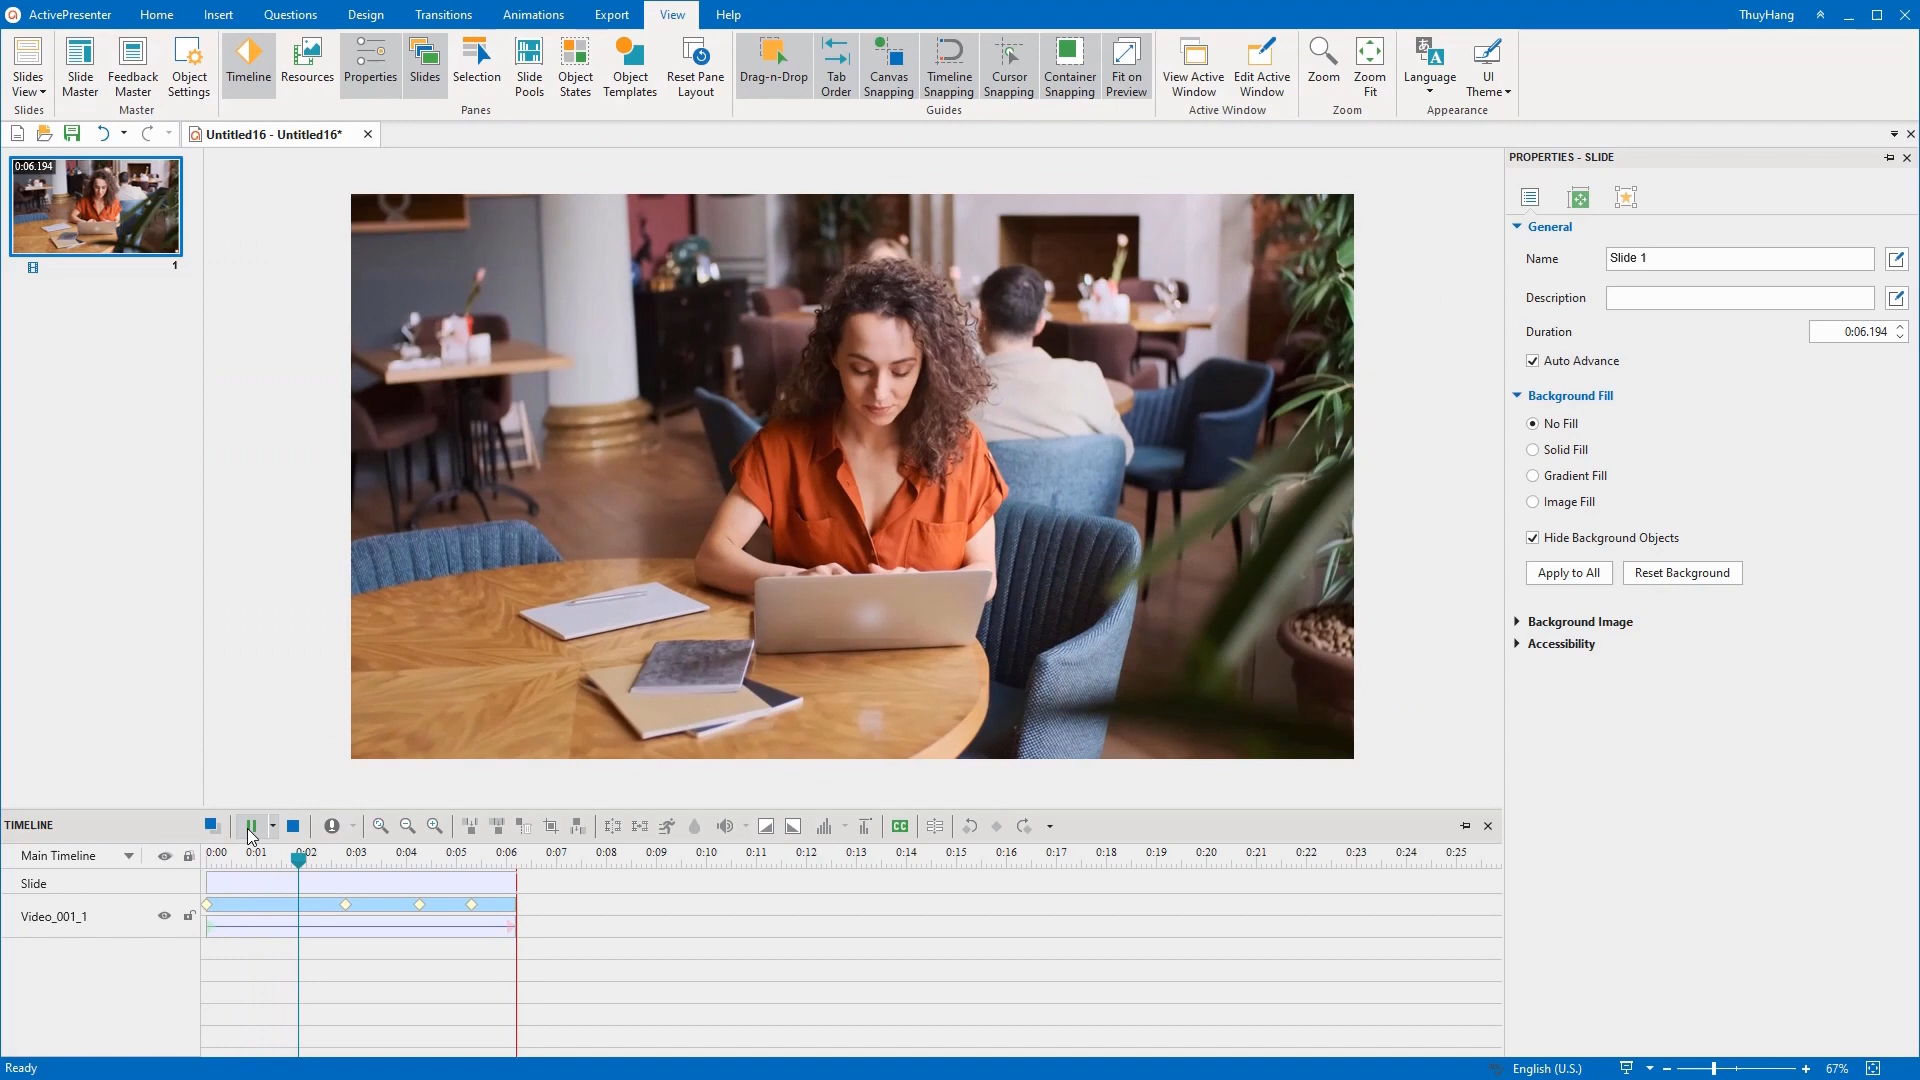 ActivePresenter Home Insert Questions Design Transitions Animations Export View Help ThuyHang
Slides View
Slide Master
Feedback Master
Object Settings
Timeline
Resources
Properties
Slides
Selection
Slide Pools
Object States
Object Templates
Reset Pane Layout
Drag-n-Drop
Tab Order
Canvas Snapping
Timeline Snapping
Cursor Snapping
Container Snapping
Fit on Preview
View Active Window
Edit Active Window
Zoom
Zoom Fit
Language
UI Theme
Slides Master Panes Guides Active Window Zoom Appearance
Untitled16 - Untitled16*
0:06.194
1
PROPERTIES - SLIDE
General
Name Slide 1
Description
Duration 0:06.194
Auto Advance
Background Fill
No Fill
Solid Fill
Gradient Fill
Image Fill
Hide Background Objects
Apply to All Reset Background
Background Image
Accessibility
TIMELINE CC
Main Timeline 0:00 0:01 0:02 0:03 0:04 0:05 0:06 0:07 0:08 0:09 0:10 0:11 0:12 0:13 0:14 0:15 0:16 0:17 0:18 0:19 0:20 0:21 0:22 0:23 0:24 0:25
Slide
Video_001_1
Ready English (U.S.) 67%